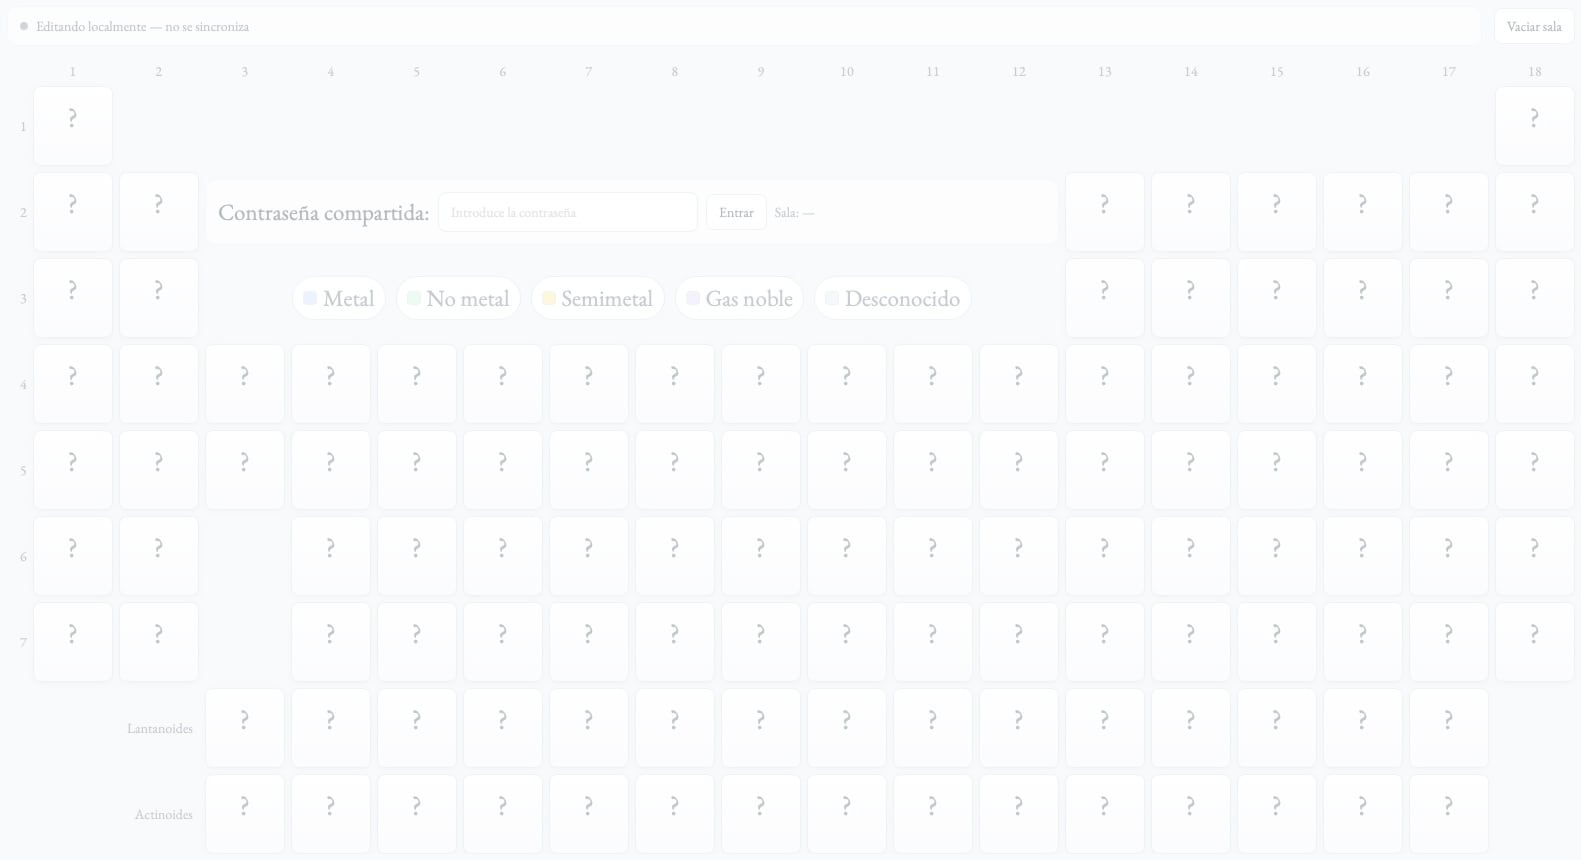 Editando localmente — no se sincroniza Vaciar sala
1 2 3 4 5 6 7 8 9 10 11 12 13 14 15 16 17 18
1 ? ?
2 ? ? Contraseña compartida: Introduce la contraseña Entrar Sala: — ? ? ? ? ? ?
3 ? ? Metal No metal Semimetal Gas noble Desconocido ? ? ? ? ? ?
4 ? ? ? ? ? ? ? ? ? ? ? ? ? ? ? ? ? ?
5 ? ? ? ? ? ? ? ? ? ? ? ? ? ? ? ? ? ?
6 ? ? ? ? ? ? ? ? ? ? ? ? ? ? ? ? ?
7 ? ? ? ? ? ? ? ? ? ? ? ? ? ? ? ? ?
Lantanoides ? ? ? ? ? ? ? ? ? ? ? ? ? ? ?
Actinoides ? ? ? ? ? ? ? ? ? ? ? ? ? ? ?